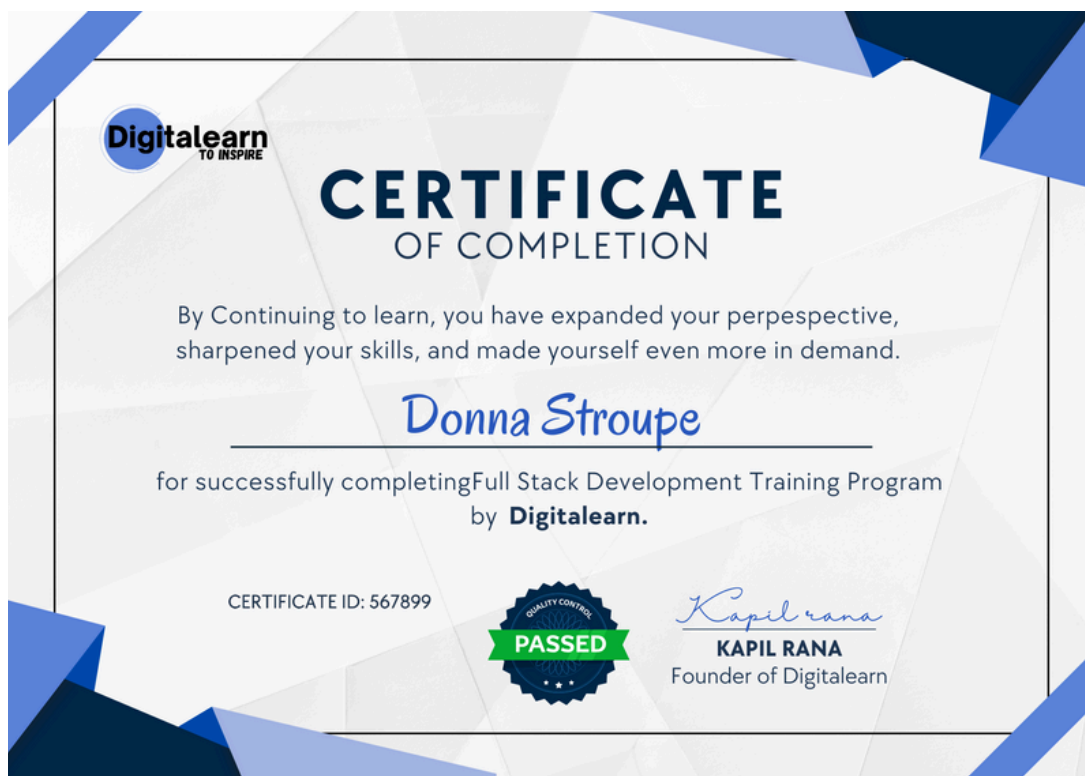 Digitalearn
TO INSPIRE
CERTIFICATE
OF COMPLETION
By Continuing to learn, you have expanded your perpespective,
sharpened your skills, and made yourself even more in demand.
Donna Stroupe
for successfully completingFull Stack Development Training Program
by Digitalearn.
CERTIFICATE ID: 567899
QUALITY CONTROL
PASSED
Kapil rana
KAPIL RANA
Founder of Digitalearn